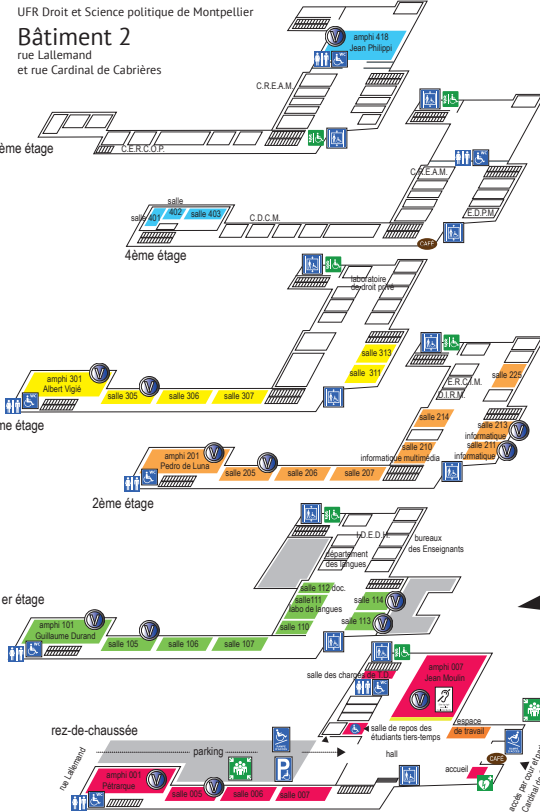 UFR Droit et Science politique de Montpellier
Bâtiment 2
rue Lallemand
et rue Cardinal de Cabrières
amphi 418
Jean Philippi
C.R.E.A.M.
C.E.R.C.O.P.
ème étage
C.R.E.A.M.
E.D.P.M.
salle
salle 401
402
salle 403
C.D.C.M.
CAFÉ
4ème étage
laboratoire
de droit privé
salle 313
salle 311
amphi 301
Albert Vigié
salle 305
salle 306
salle 307
me étage
E.R.C.I.M.
D.I.R.M.
salle 225
salle 214
salle 213
informatique
salle 211
informatique
salle 210
informatique multimédia
amphi 201
Pedro de Luna
salle 205
salle 206
salle 207
2ème étage
I.D.E.D.H.
bureaux
des Enseignants
département
des langues
salle 112 doc.
salle111
labo de langues
salle 110
salle 114
salle 113
er étage
amphi 101
Guillaume Durand
salle 105
salle 106
salle 107
salle des chargés de T.D.
amphi 007
Jean Moulin
salle de repos des
étudiants tiers-temps
espace
de travail
rez-de-chaussée
parking
hall
rue Lallemand
CAFÉ
accueil
amphi 001
Pétrarque
salle 005
salle 006
salle 007
accès par cour et par
Cardinal de